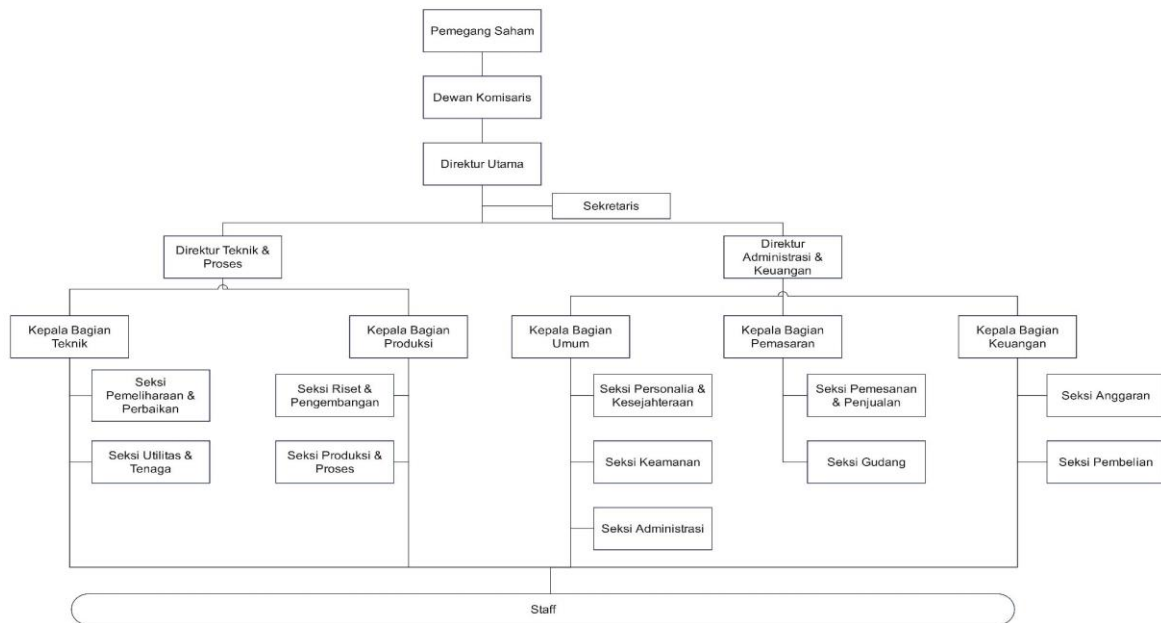 Pemegang Saham
Dewan Komisaris
Direktur Utama
Sekretaris
Direktur Teknik &
Proses
Direktur
Administrasi &
Keuangan
Kepala Bagian
Teknik
Kepala Bagian
Produksi
Kepala Bagian
Umum
Kepala Bagian
Pemasaran
Kepala Bagian
Keuangan
Seksi
Pemeliharaan &
Perbaikan
Seksi Riset &
Pengembangan
Seksi Personalia &
Kesejahteraan
Seksi Pemesanan
& Penjualan
Seksi Anggaran
Seksi Utilitas &
Tenaga
Seksi Produksi &
Proses
Seksi Keamanan
Seksi Gudang
Seksi Pembelian
Seksi Administrasi
Staff